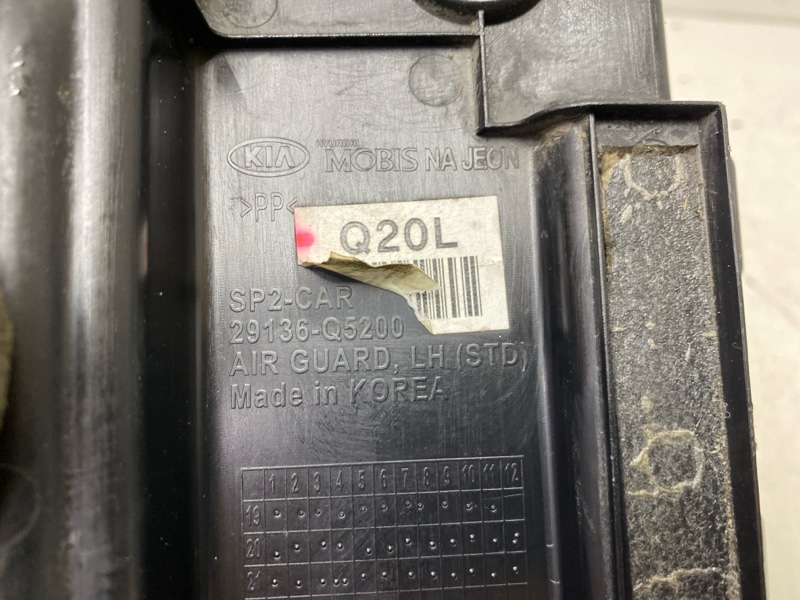 KIA HYUNDAI MOBIS NA JEON
>PP<
Q20L
SP2-CAR
29136-Q5200
AIR GUARD, LH (STD)
Made in KOREA
1 2 3 4 5 6 7 8 9 10 11 12
19
20
21